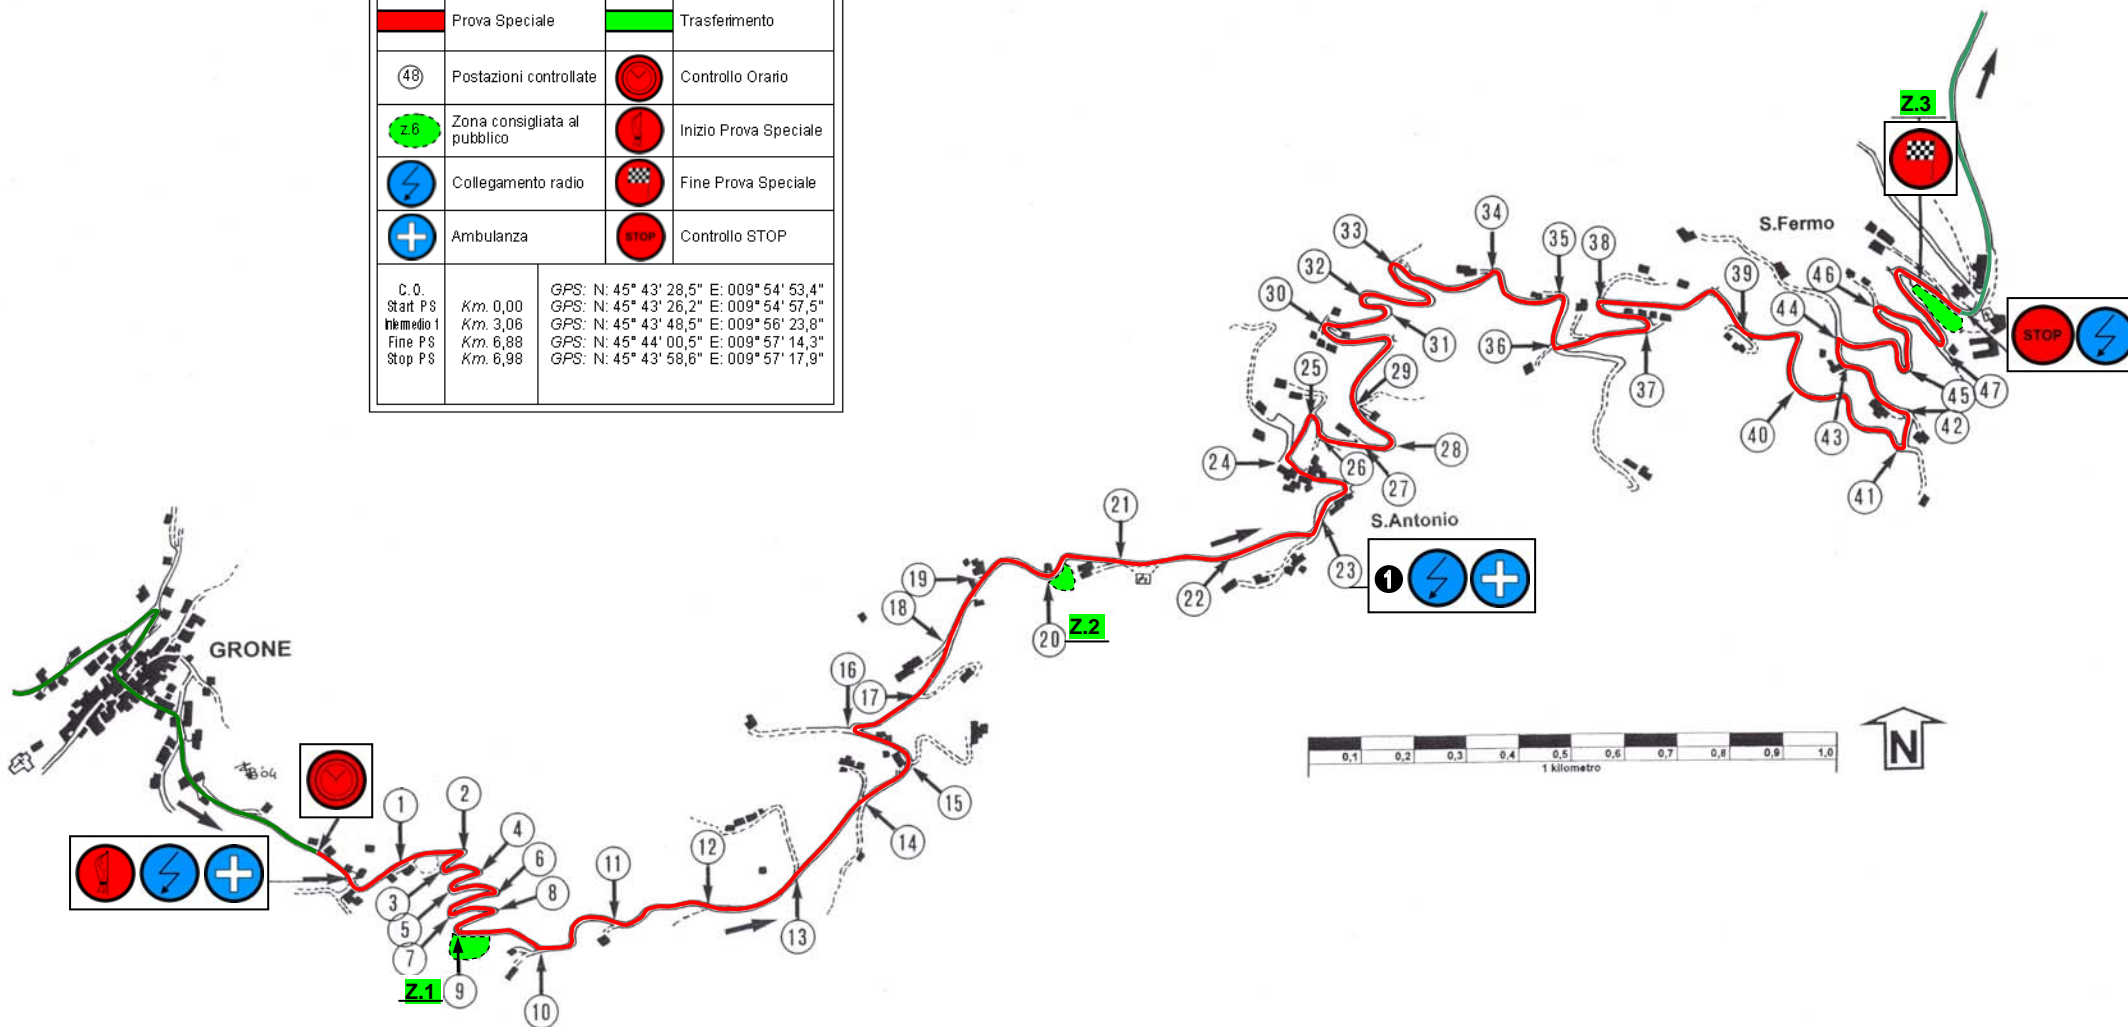 Prova Speciale
Trasferimento
48
Postazioni controllate
Controllo Orario
z.6
Zona consigliata al
pubblico
Inizio Prova Speciale
Collegamento radio
Fine Prova Speciale
Ambulanza
STOP
Controllo STOP
C.O. GPS: N: 45° 43' 28,5" E: 009° 54' 53,4"
Start PS Km. 0,00 GPS: N: 45° 43' 26,2" E: 009° 54' 57,5"
Intermedio 1 Km. 3,06 GPS: N: 45° 43' 48,5" E: 009° 56' 23,8"
Fine PS Km. 6,88 GPS: N: 45° 44' 00,5" E: 009° 57' 14,3"
Stop PS Km. 6,98 GPS: N: 45° 43' 58,6" E: 009° 57' 17,9"
Z.3
S.Fermo
34
33
35
38
32
39
46
30
44
STOP
31
36
25
29
37
45
47
42
40
43
28
24
26
27
41
21
S.Antonio
19
23
1
22
18
20
Z.2
GRONE
16
17
0,1
0,2
0,3
0,4
0,5
0,6
0,7
0,8
0,9
1,0
1 kilometro
N
1
2
15
4
14
6
12
11
8
3
5
13
7
Z.1
9
10